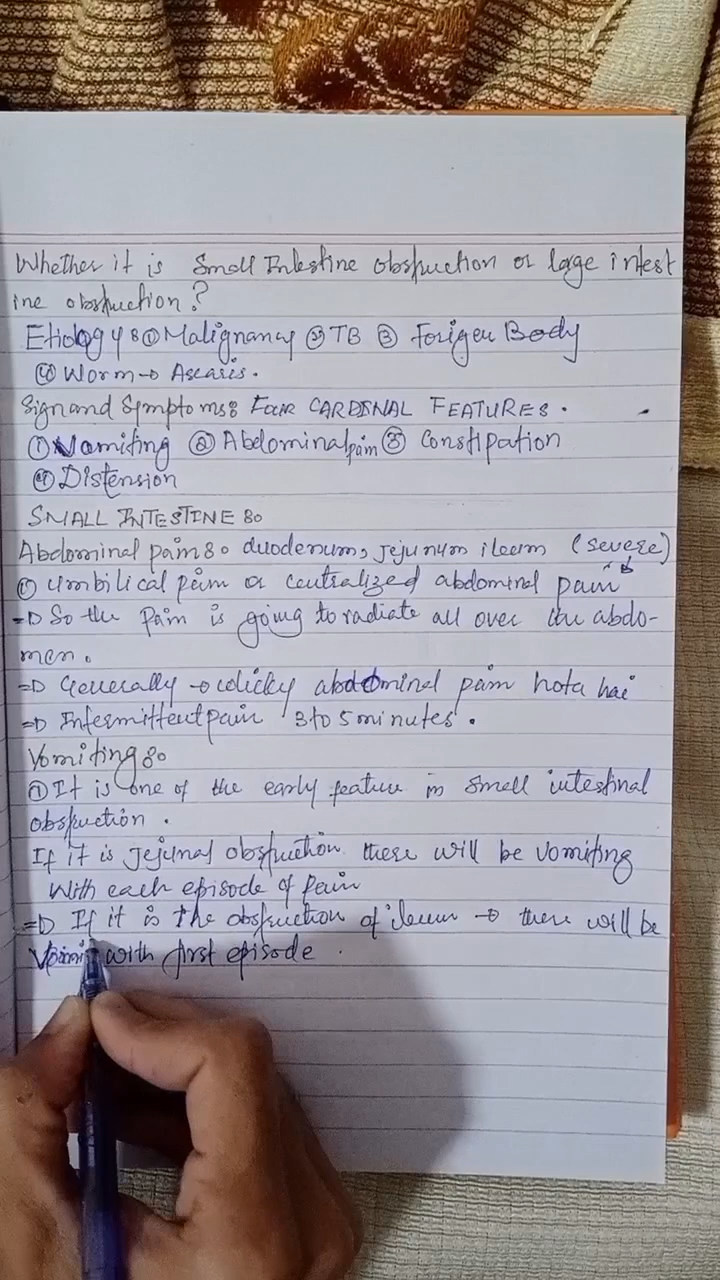 Whether it is Small Intestine obstruction or large intest
ine obstruction?
Etiology: ① Malignancy ② TB ③ Forigeu Body
④ Worm → Ascaris.
Sign and Symptoms: FOUR CARDINAL FEATURES.
① Vomiting ② Abdominal pain ③ Constipation
④ Distension
SMALL INTESTINE:
Abdominal pain: duodenum, jejunum ileum (severe)
① Umbilical pain or centralized abdominal pain
⇒ So the Pain is going to radiate all over the abdo-
men.
⇒ Generally → colicky abdominal pain hota hai
⇒ Intermittent pain 3 to 5 minutes.
Vomiting:
① It is one of the early feature in small intestinal
obstruction.
If it is Jejunal obstruction there will be vomiting
With each episode of pain
⇒ If it is the obstruction of ileum → there will be
with first episode.